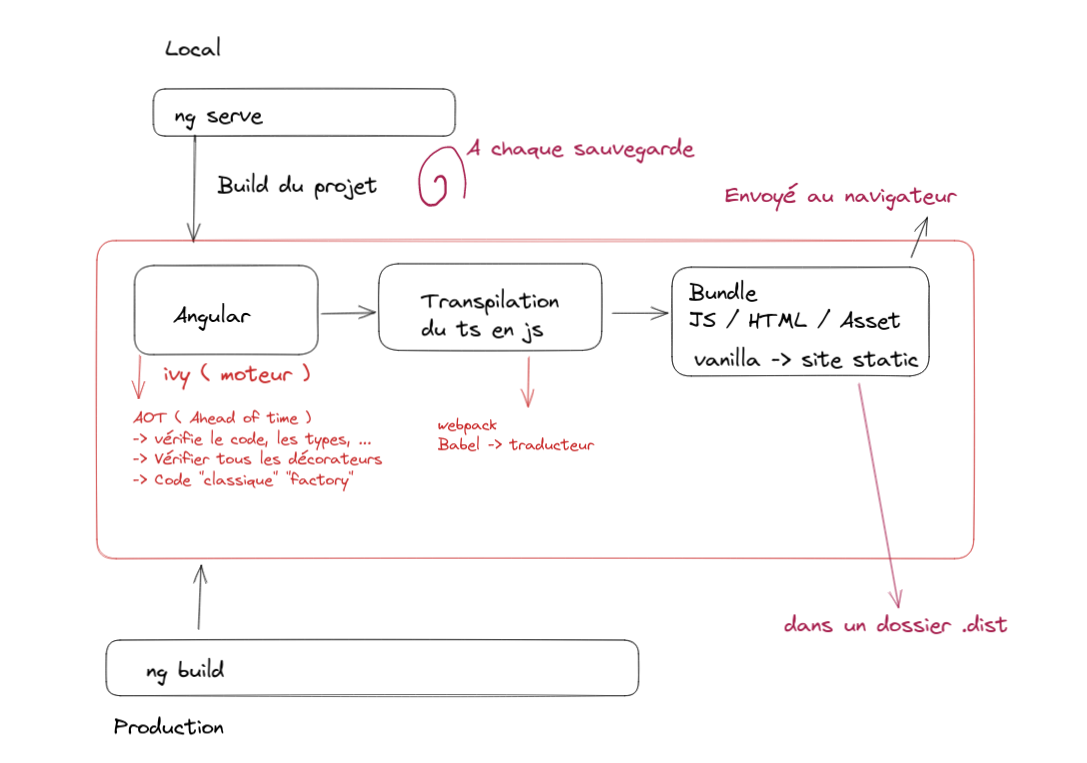 Local
ng serve
A chaque sauvegarde
Build du projet
Envoyé au navigateur
Angular
Transpilation
du ts en js
Bundle
JS / HTML / Asset
vanilla -> site static
ivy ( moteur )
AOT ( Ahead of time )
-> vérifie le code, les types, ...
-> Vérifier tous les décorateurs
-> Code "classique" "factory"
webpack
Babel -> traducteur
dans un dossier .dist
ng build
Production